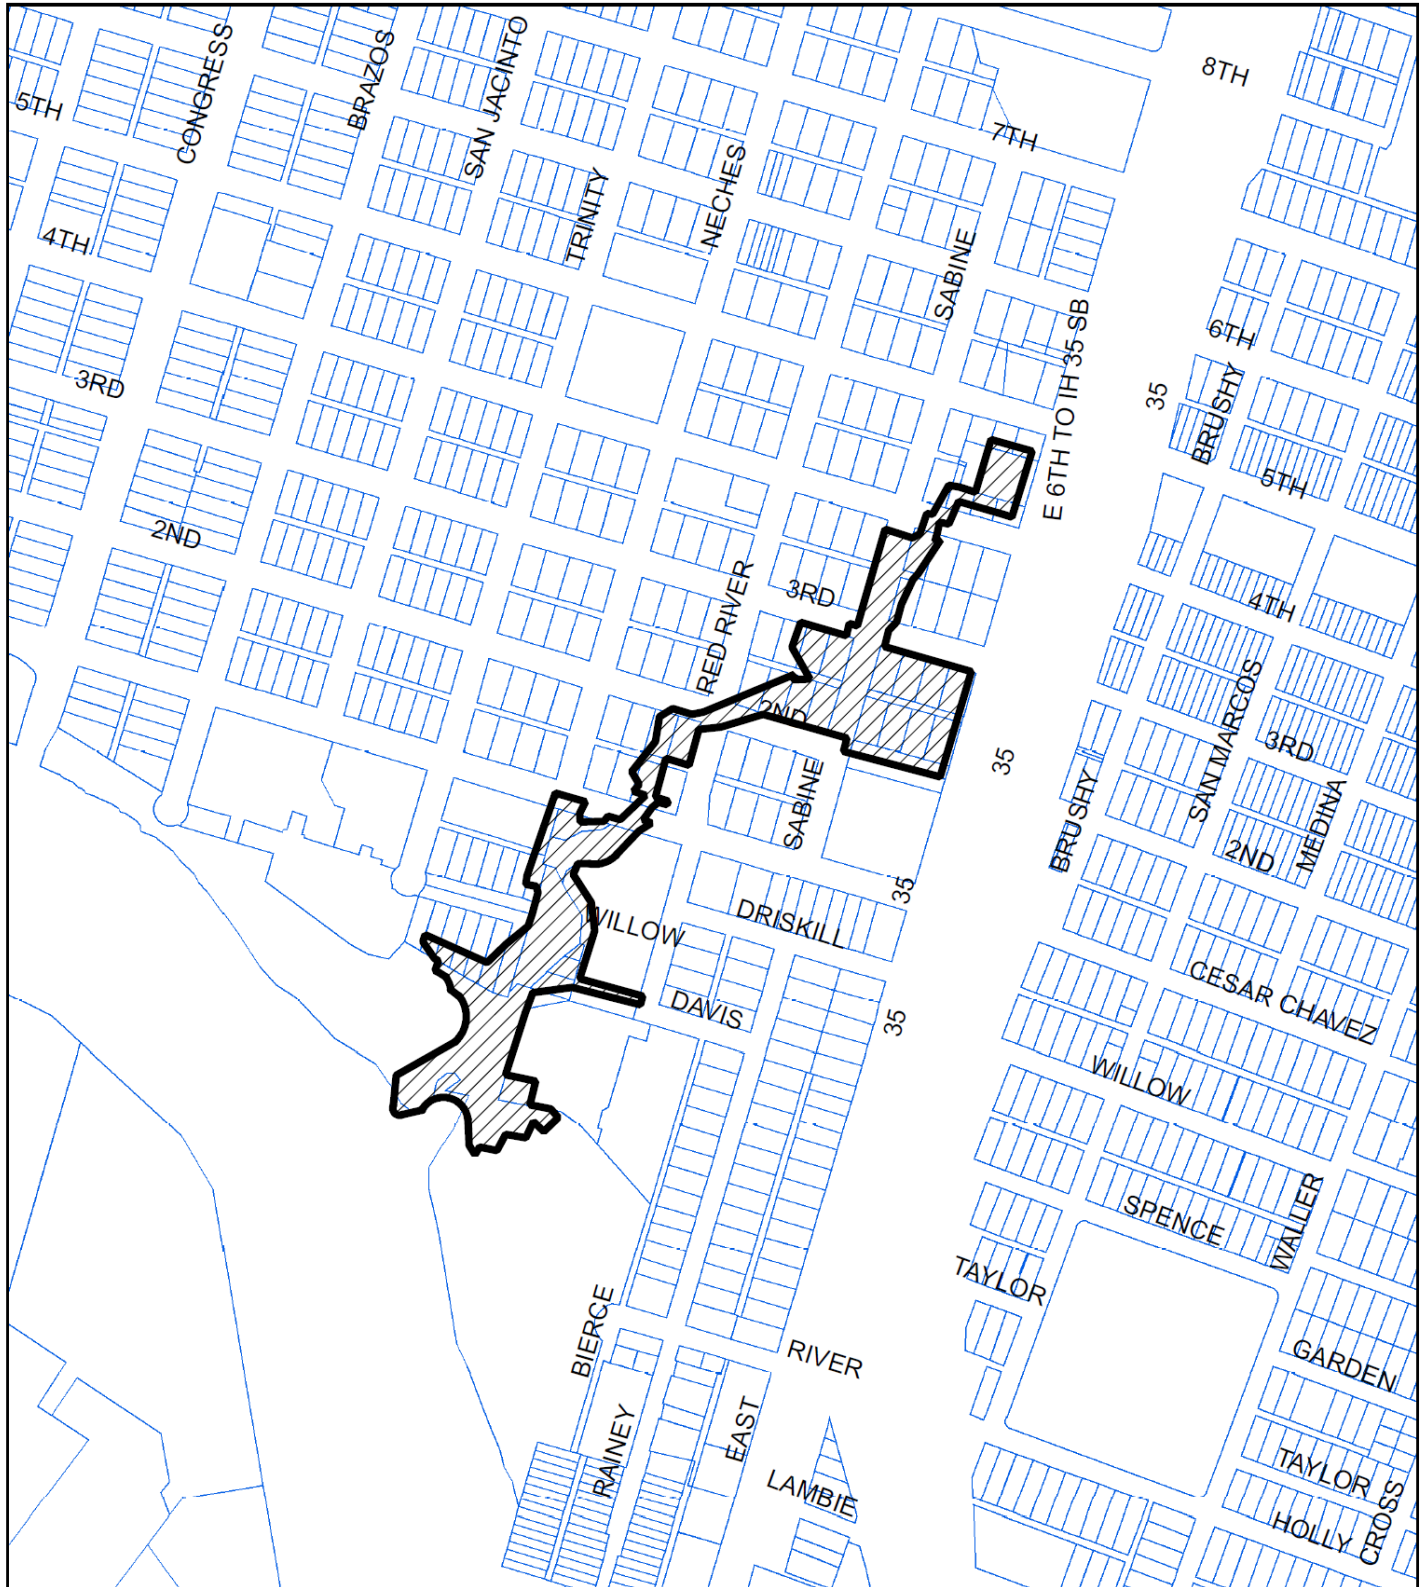 CONGRESS
BRAZOS
SAN JACINTO
8TH
5TH
7TH
TRINITY
NECHES
4TH
SABINE
E 6TH TO IH 35 SB
6TH
3RD
35
BRUSHY
5TH
2ND
3RD
4TH
RED RIVER
2ND
SAN MARCOS
3RD
35
SABINE
BRUSHY
MEDINA
2ND
35
WILLOW
DRISKILL
CESAR CHAVEZ
DAVIS
35
WILLOW
SPENCE
WALLER
TAYLOR
BIERCE
RIVER
GARDEN
RAINEY
EAST
LAMBIE
TAYLOR
CROSS
HOLLY